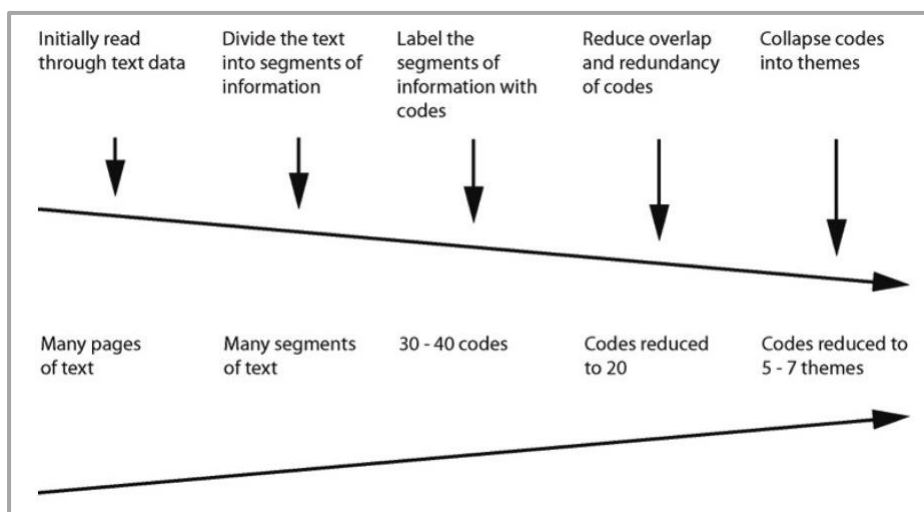 Initially read
through text data
Divide the text
into segments of
information
Label the
segments of
information with
codes
Reduce overlap
and redundancy
of codes
Collapse codes
into themes
Many pages
of text
Many segments
of text
30 - 40 codes
Codes reduced
to 20
Codes reduced to
5 - 7 themes